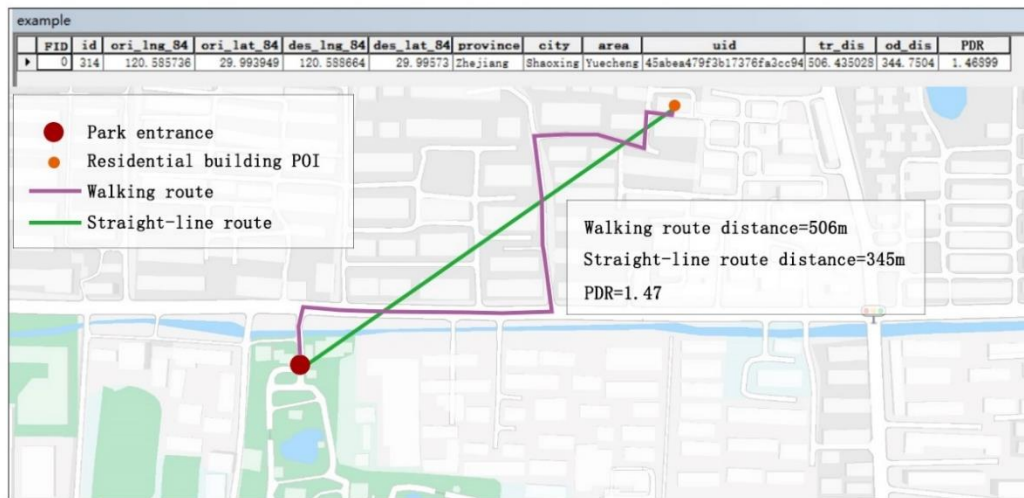 example
FID id ori_lng_84 ori_lat_84 des_lng_84 des_lat_84 province city area uid tr_dis od_dis PDR
0 314 120.585736 29.993949 120.588664 29.99573 Zhejiang Shaoxing Yuecheng 45abea479f3b17376fa3cc94 506.435028 344.7504 1.46899
Park entrance
Residential building POI
Walking route
Straight-line route
Walking route distance=506m
Straight-line route distance=345m
PDR=1.47